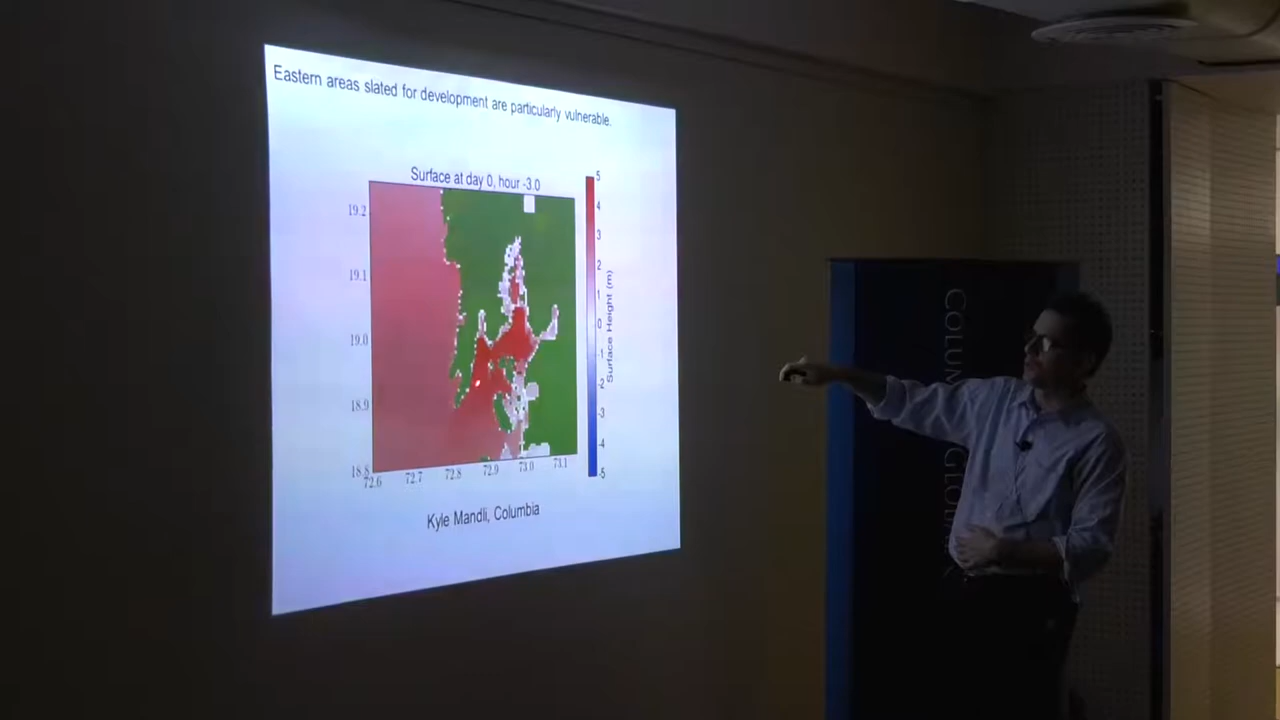 Eastern areas slated for development are particularly vulnerable.
Surface at day 0, hour -3.0
19.2
19.1
19.0
18.9
18.8
72.6 72.7 72.8 72.9 73.0 73.1
5
4
3
2
1
0
-1
-2
-3
-4
-5
Surface Height (m)
Kyle Mandli, Columbia
COLUM
GLOB